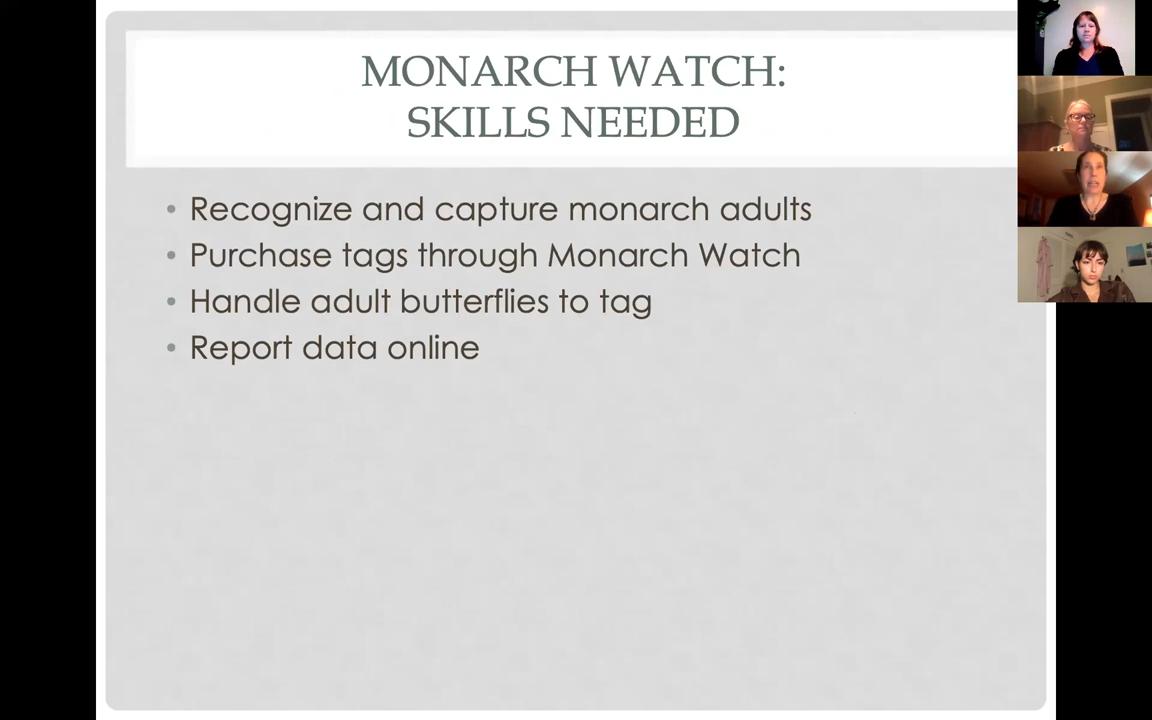 MONARCH WATCH:
SKILLS NEEDED
• Recognize and capture monarch adults
• Purchase tags through Monarch Watch
• Handle adult butterflies to tag
• Report data online